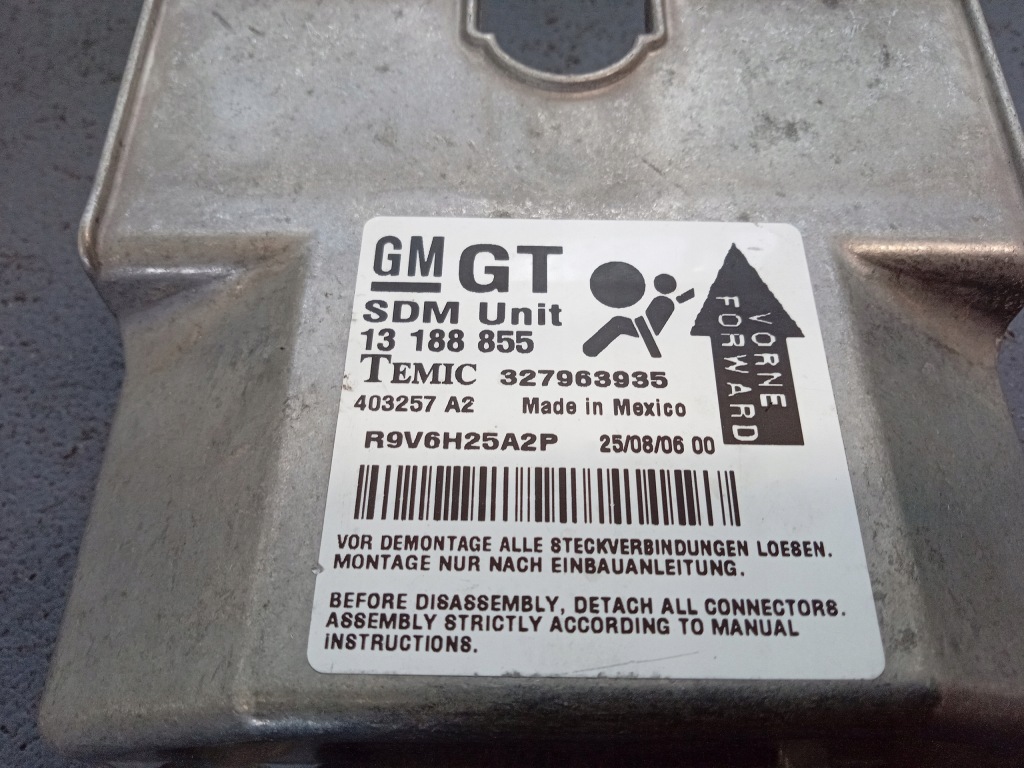 GM GT
SDM Unit
13 188 855
TEMIC 327963935
403257 A2 Made in Mexico
R9V6H25A2P 25/08/06 00
VORNE
FORWARD
VOR DEMONTAGE ALLE STECKVERBINDUNGEN LOESEN.
MONTAGE NUR NACH EINBAUANLEITUNG.
BEFORE DISASSEMBLY, DETACH ALL CONNECTORS.
ASSEMBLY STRICTLY ACCORDING TO MANUAL
INSTRUCTIONS.